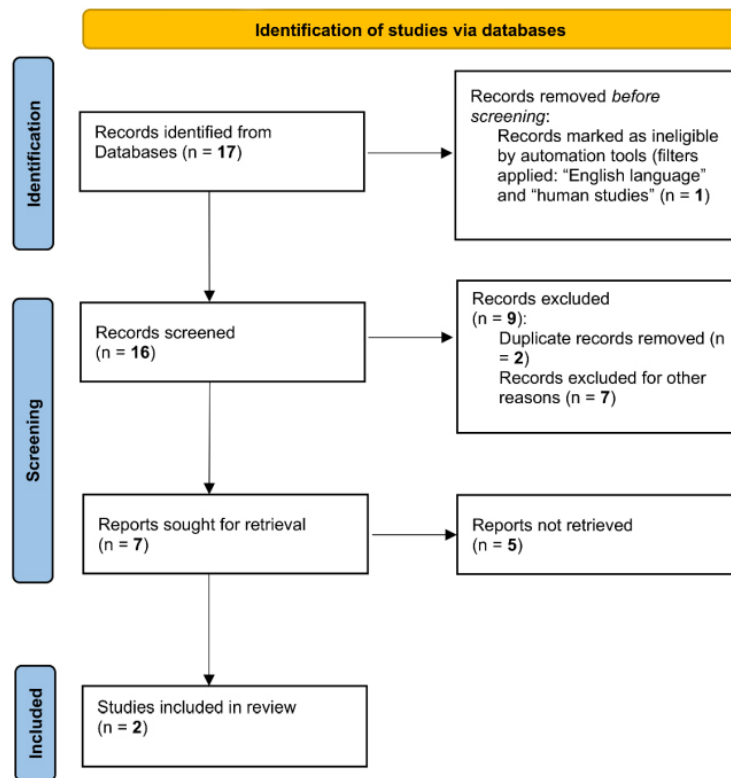 Identification of studies via databases
Identification
Records identified from
Databases (n = 17)
Records removed before
screening:
Records marked as ineligible
by automation tools (filters
applied: “English language”
and “human studies” (n = 1)
Screening
Records screened
(n = 16)
Records excluded
(n = 9):
Duplicate records removed (n
= 2)
Records excluded for other
reasons (n = 7)
Reports sought for retrieval
(n = 7)
Reports not retrieved
(n = 5)
Included
Studies included in review
(n = 2)